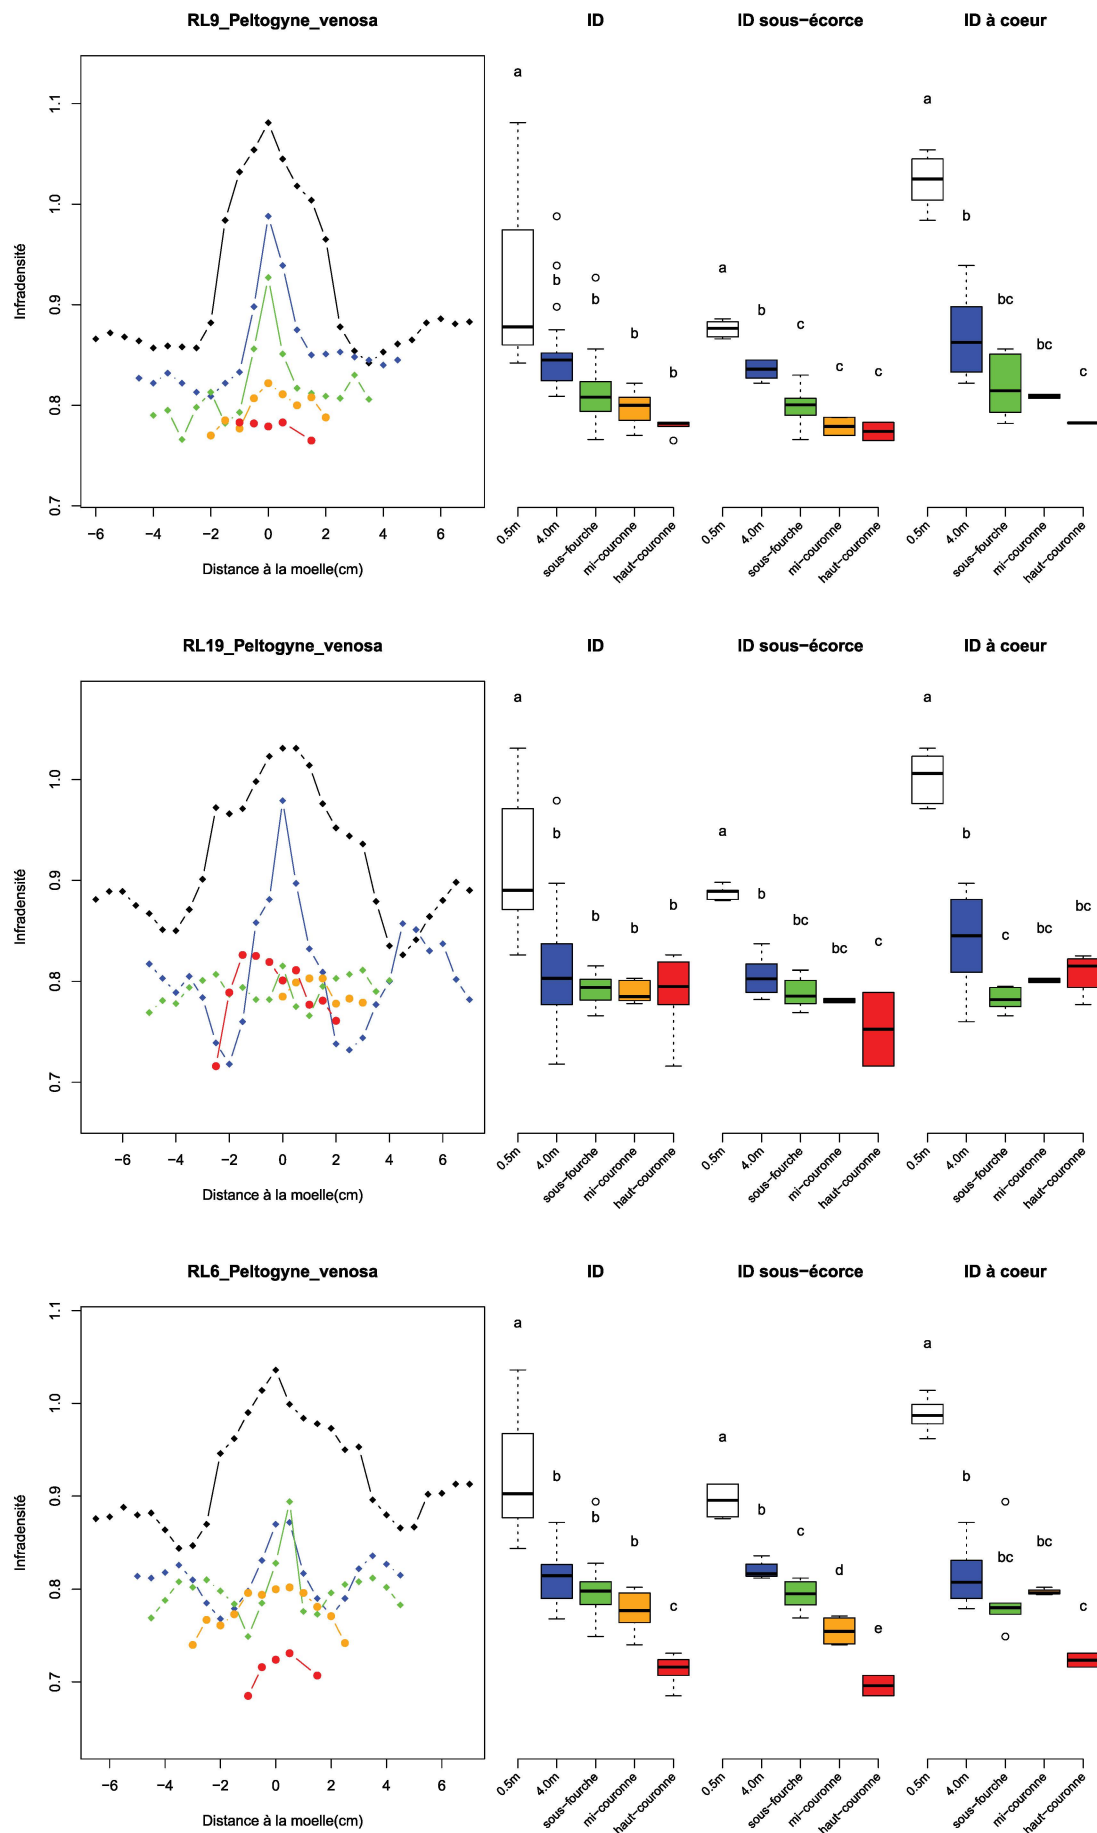 RL9_Peltogyne_venosa
ID
ID sous−écorce
ID à coeur
Infradensité
1.1
1.0
0.9
0.8
0.7
−6 −4 −2 0 2 4 6
Distance à la moelle(cm)
a
b
b
b
b
0.5m
4.0m
sous−fourche
mi−couronne
haut−couronne
a
b
c
c
c
0.5m
4.0m
sous−fourche
mi−couronne
haut−couronne
a
b
bc
bc
c
0.5m
4.0m
sous−fourche
mi−couronne
haut−couronne
RL19_Peltogyne_venosa
ID
ID sous−écorce
ID à coeur
Infradensité
1.0
0.9
0.8
0.7
−6 −4 −2 0 2 4 6
Distance à la moelle(cm)
a
b
b
b
b
0.5m
4.0m
sous−fourche
mi−couronne
haut−couronne
a
b
bc
bc
c
0.5m
4.0m
sous−fourche
mi−couronne
haut−couronne
a
b
c
bc
bc
0.5m
4.0m
sous−fourche
mi−couronne
haut−couronne
RL6_Peltogyne_venosa
ID
ID sous−écorce
ID à coeur
Infradensité
1.1
1.0
0.9
0.8
0.7
−6 −4 −2 0 2 4 6
Distance à la moelle(cm)
a
b
b
b
c
0.5m
4.0m
sous−fourche
mi−couronne
haut−couronne
a
b
c
d
e
0.5m
4.0m
sous−fourche
mi−couronne
haut−couronne
a
b
bc
bc
c
0.5m
4.0m
sous−fourche
mi−couronne
haut−couronne